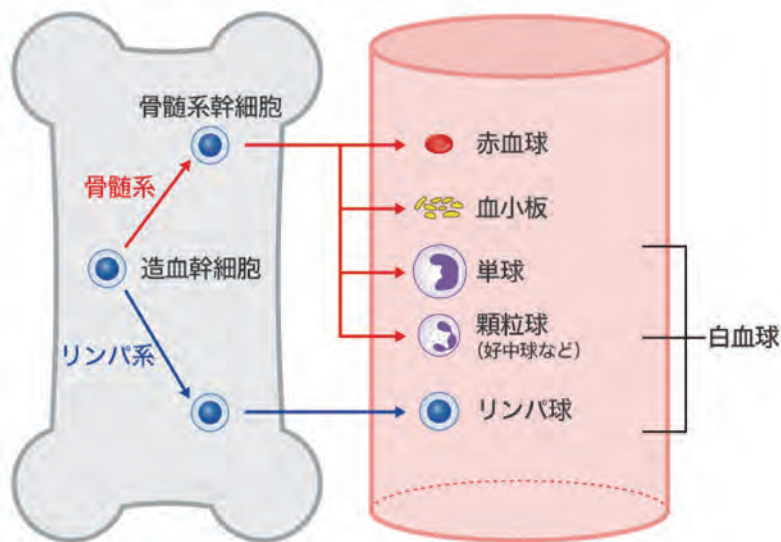 骨髄系幹細胞
骨髄系
造血幹細胞
リンパ系
赤血球
血小板
単球
顆粒球
(好中球など)
リンパ球
白血球